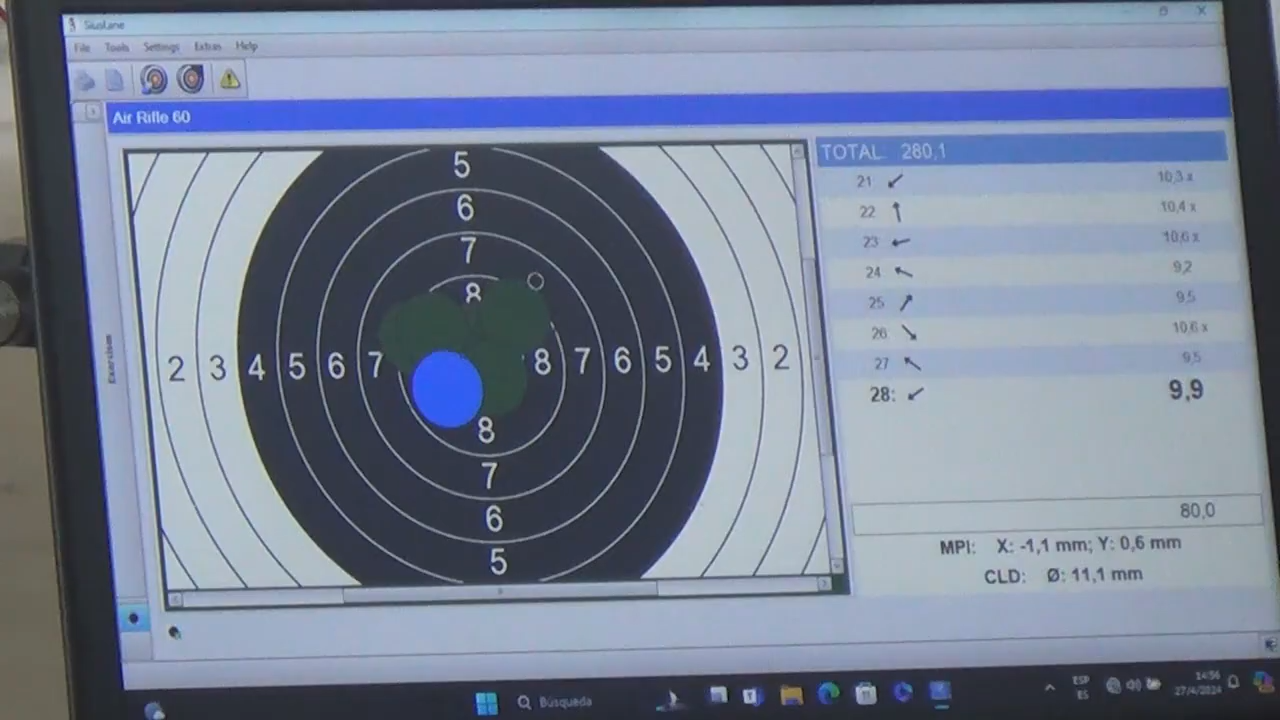 SiusLane
File Tools Settings Extras Help
Air Rifle 60
Exercises
5
6
7
8
2 3 4 5 6 7 8 7 6 5 4 3 2
8
7
6
5
TOTAL 280,1
21 10,3 x
22 10,4 x
23 10,6 x
24 9,2
25 9,5
26 10,6 x
27 9,5
28: 9,9
80,0
MPI: X: -1,1 mm; Y: 0,6 mm
CLD: Ø: 11,1 mm
Búsqueda
ESP
ES
14:56
27/4/2024